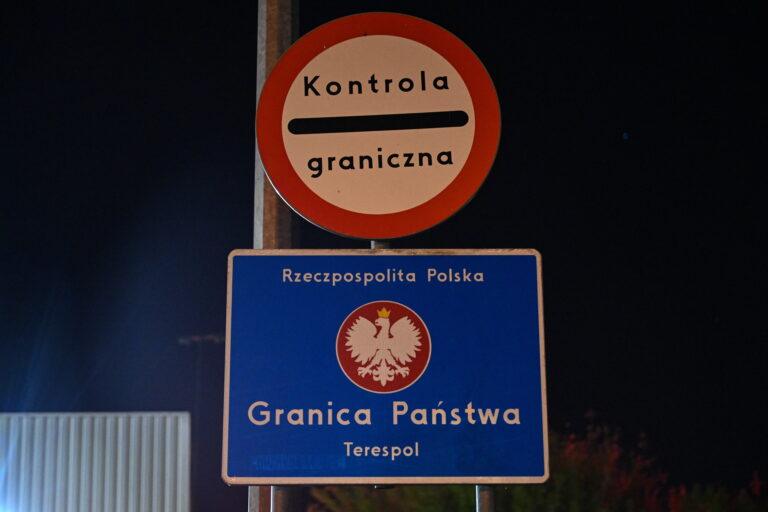 Kontrola
graniczna
Rzeczpospolita Polska
Granica Państwa
Terespol